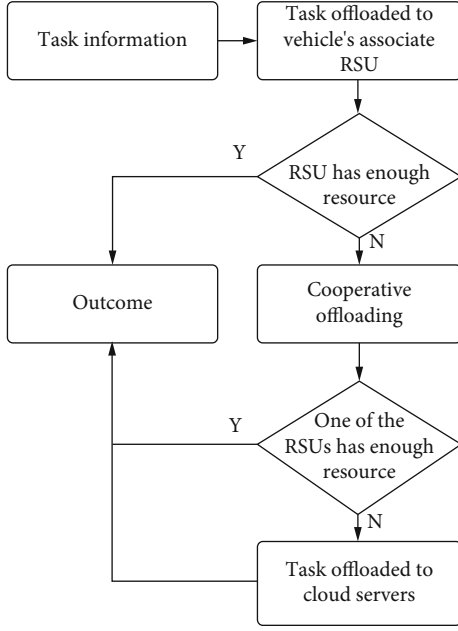 Task information
Task offloaded to
vehicle's associate
RSU
Y
RSU has enough
resource
N
Outcome
Cooperative
offloading
Y
One of the
RSUs has enough
resource
N
Task offloaded to
cloud servers